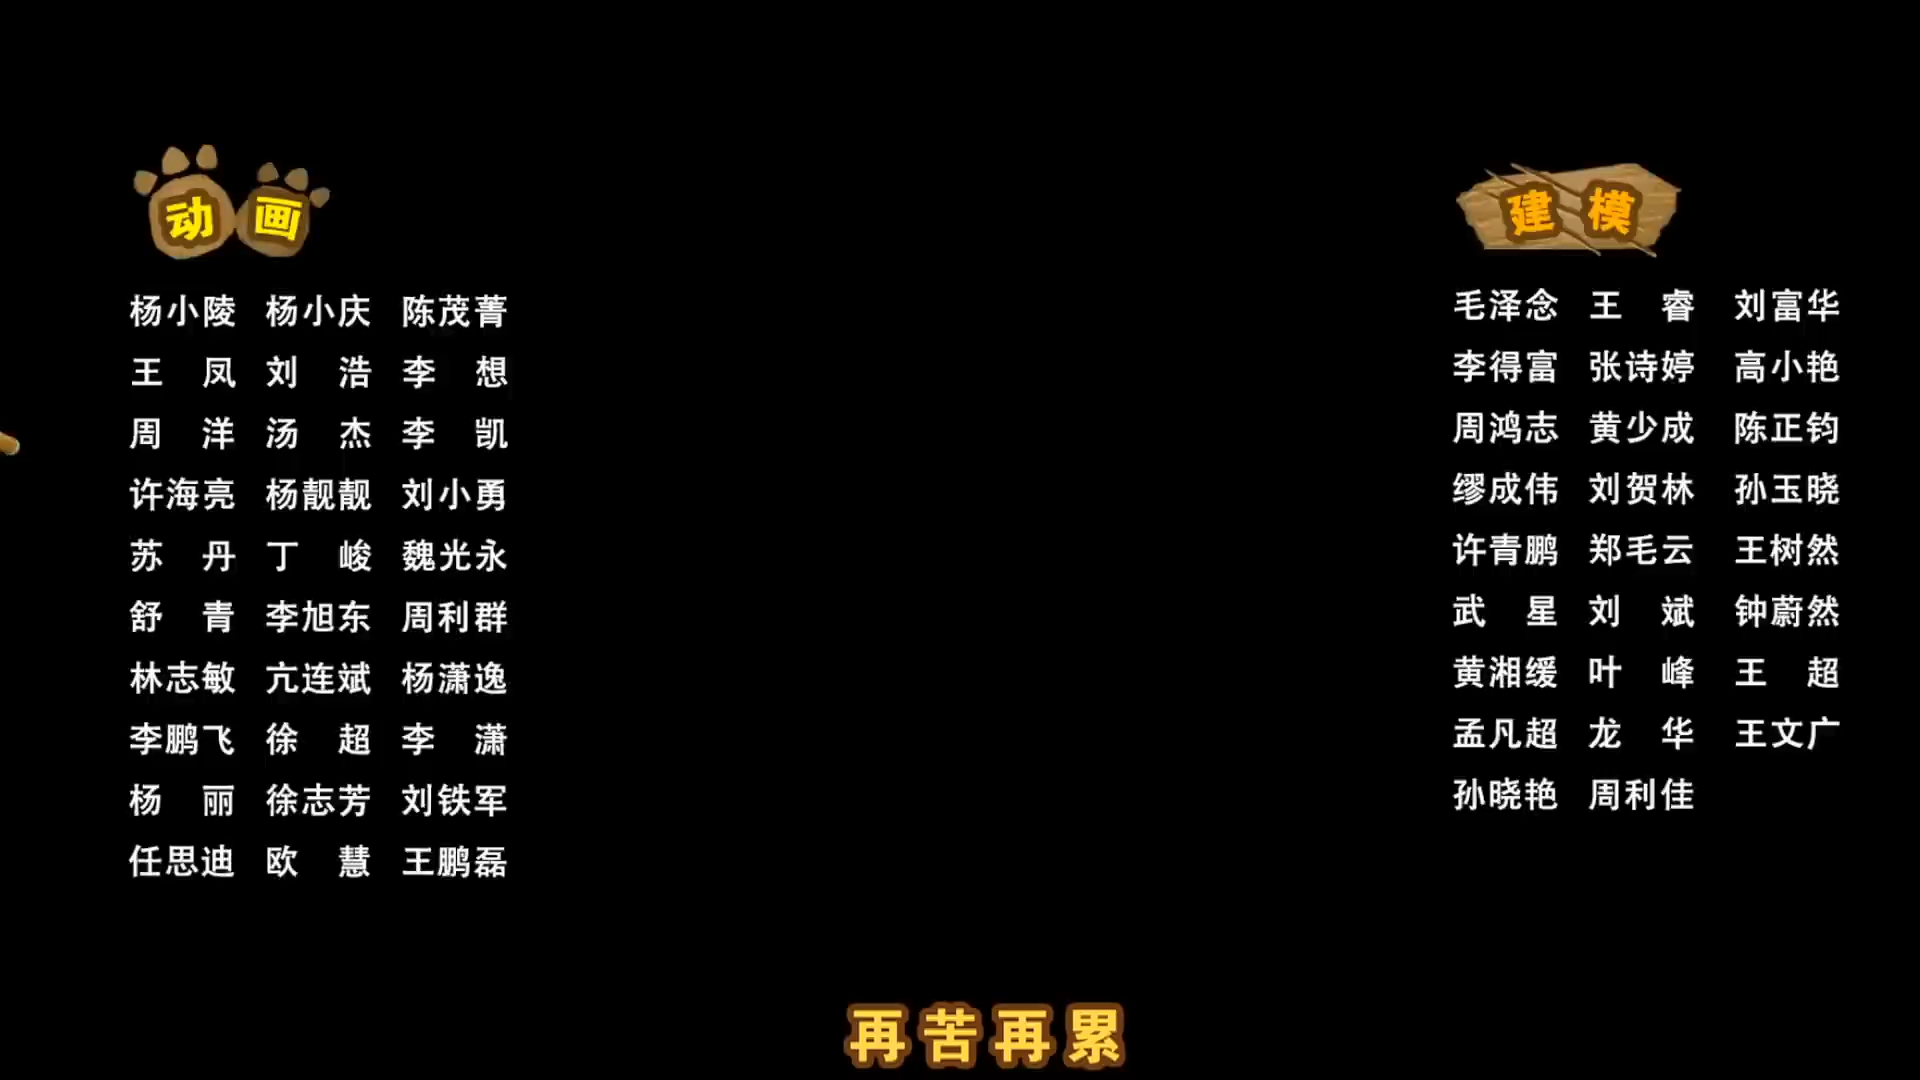 动画
杨小陵 杨小庆 陈茂菁
王 凤 刘 浩 李 想
周 洋 汤 杰 李 凯
许海亮 杨靓靓 刘小勇
苏 丹 丁 峻 魏光永
舒 青 李旭东 周利群
林志敏 亢连斌 杨潇逸
李鹏飞 徐 超 李 潇
杨 丽 徐志芳 刘铁军
任思迪 欧 慧 王鹏磊
建模
毛泽念 王 睿 刘富华
李得富 张诗婷 高小艳
周鸿志 黄少成 陈正钧
缪成伟 刘贺林 孙玉晓
许青鹏 郑毛云 王树然
武 星 刘 斌 钟蔚然
黄湘缓 叶 峰 王 超
孟凡超 龙 华 王文广
孙晓艳 周利佳
再苦再累